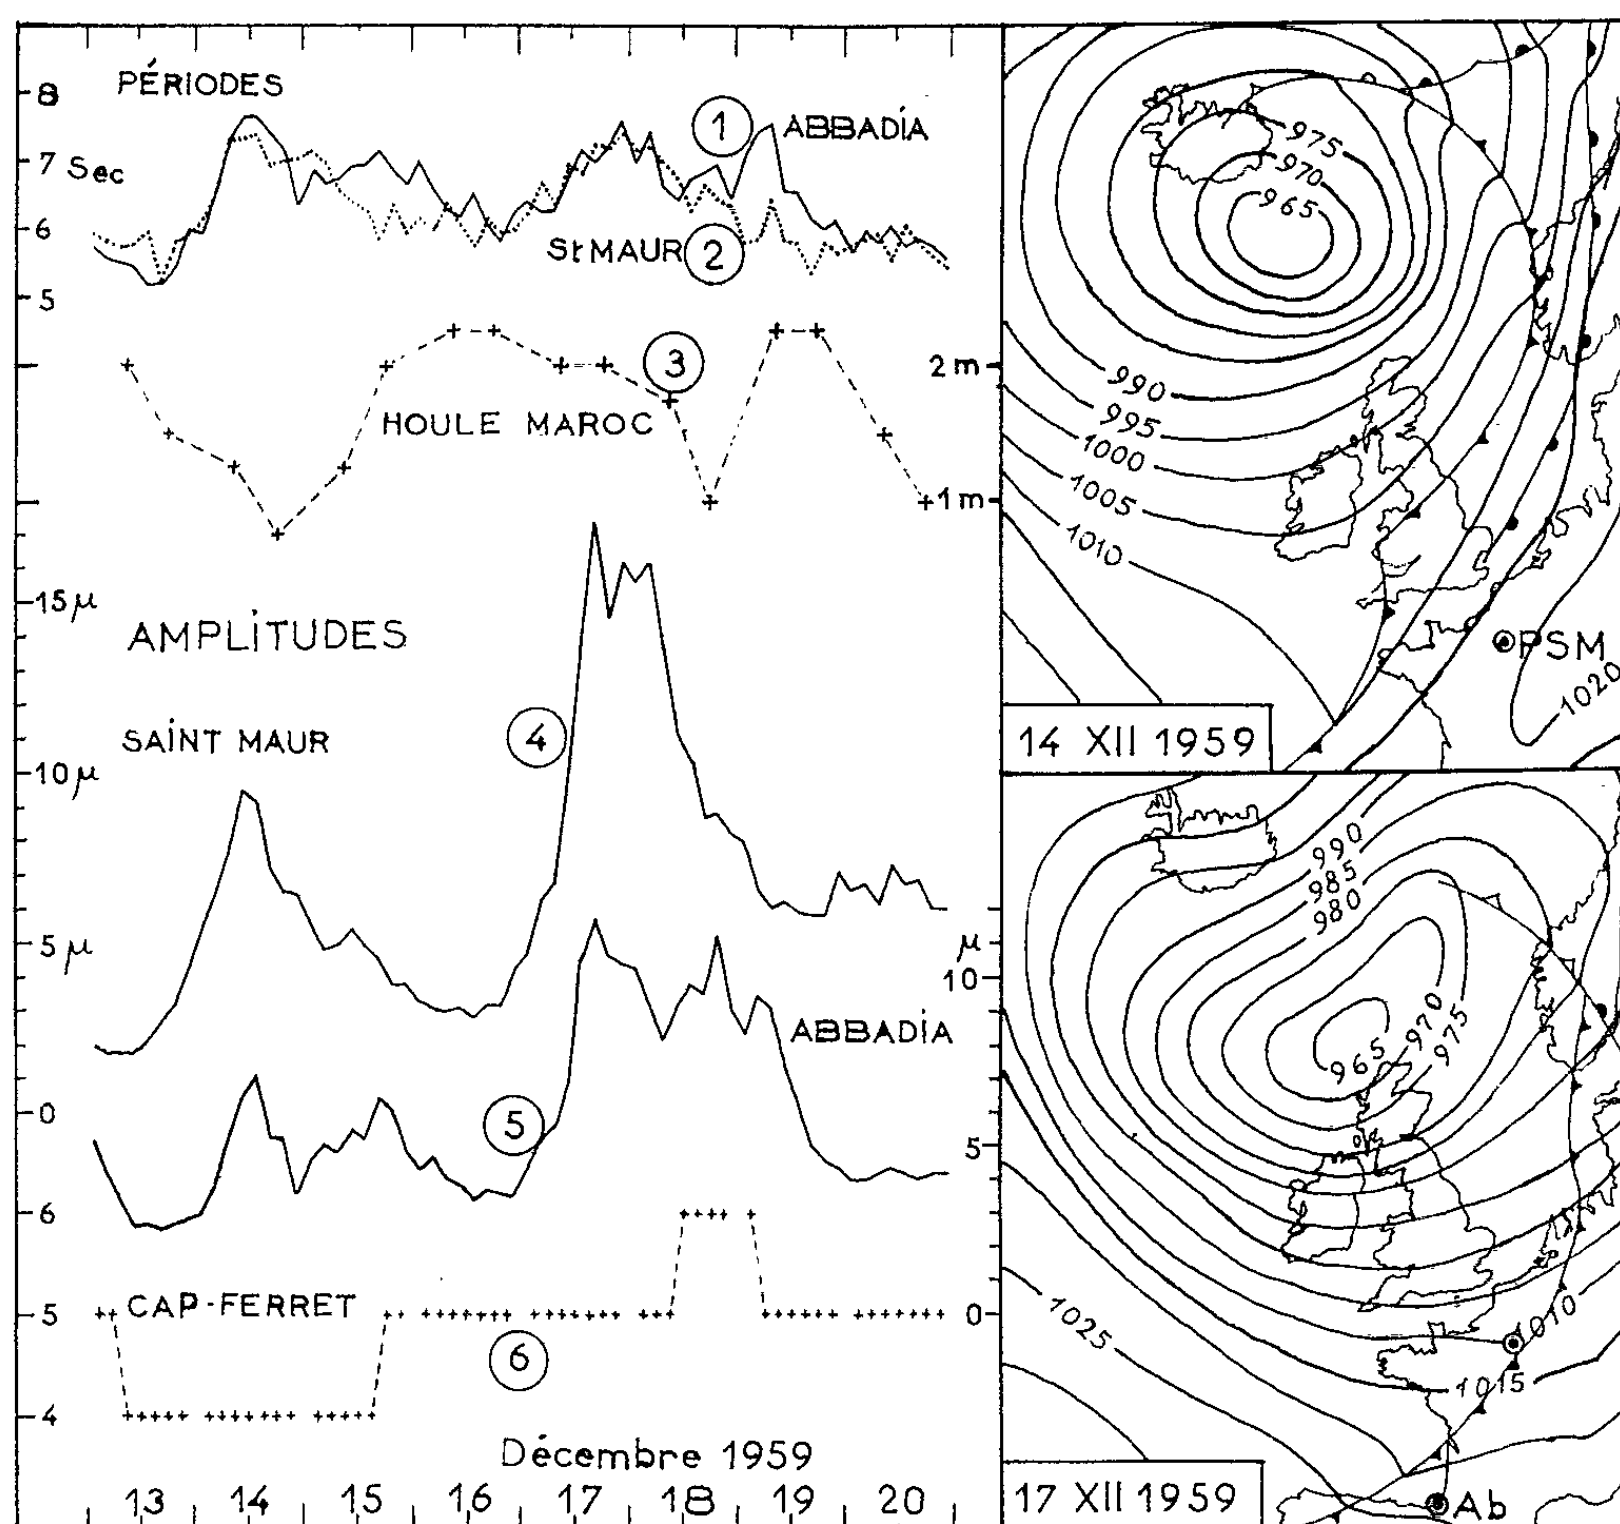 PÉRIODES
8
7 Sec
6
5
1 ABBADIA
St MAUR 2
3
HOULE MAROC
2 m
1 m
15 μ
AMPLITUDES
SAINT MAUR
4
10 μ
5 μ
0
μ
10
5
0
ABBADIA
5
6
5
4
CAP-FERRET
6
Décembre 1959
13 14 15 16 17 18 19 20
975
970
965
990
995
1000
1005
1010
PSM
1020
14 XII 1959
990
985
980
970
975
965
1025
1010
1015
17 XII 1959
Ab